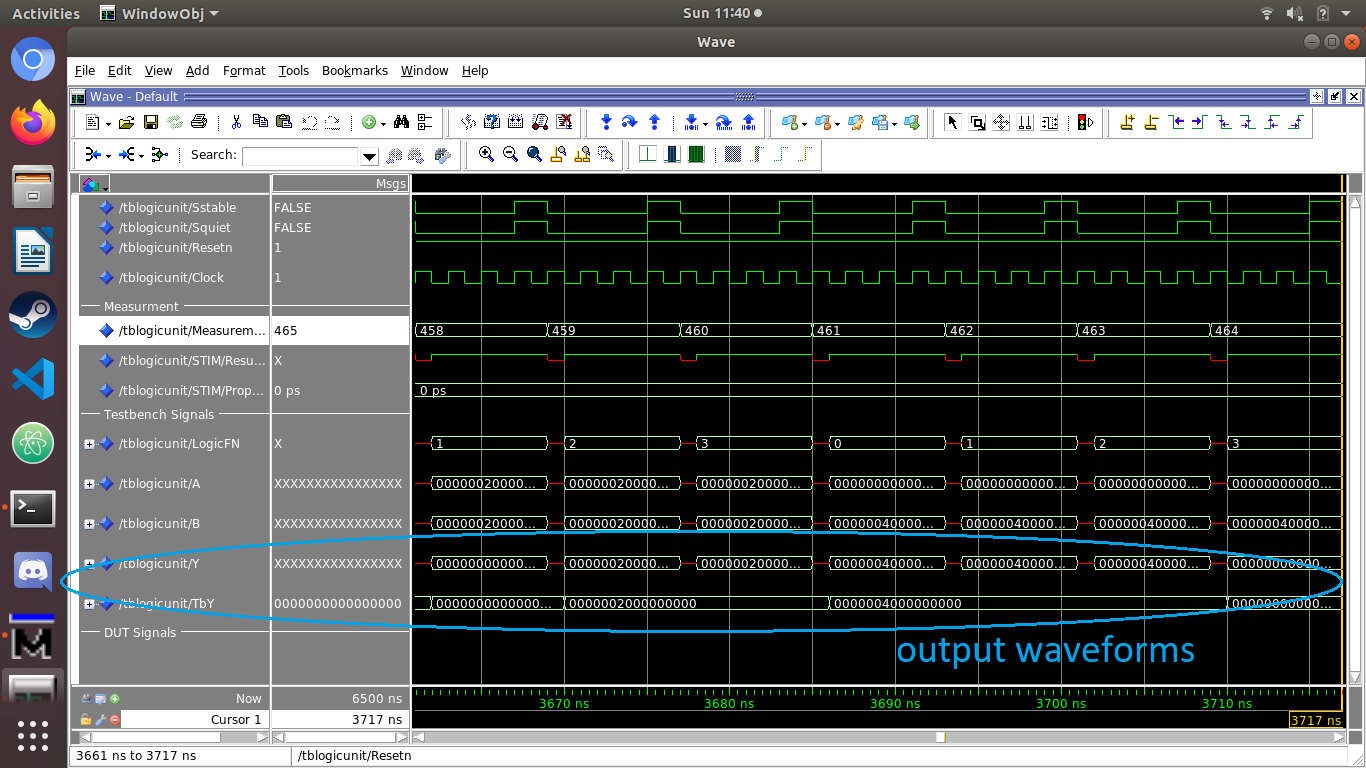 Activities WindowObj Sun 11:40
Wave
File Edit View Add Format Tools Bookmarks Window Help
Wave - Default
Search:
Msgs
/tblogicunit/Sstable FALSE
/tblogicunit/Squiet FALSE
/tblogicunit/Resetn 1
/tblogicunit/Clock 1
Measurment
/tblogicunit/Measurem... 465 458 459 460 461 462 463 464
/tblogicunit/STIM/Resu... X
/tblogicunit/STIM/Prop... 0 ps 0 ps
Testbench Signals
/tblogicunit/LogicFN X 1 2 3 0 1 2 3
/tblogicunit/A XXXXXXXXXXXXXXXX 00000020000... 00000020000... 00000020000... 00000000000... 00000000000... 00000000000... 00000000000...
/tblogicunit/B XXXXXXXXXXXXXXXX 00000020000... 00000020000... 00000020000... 00000040000... 00000040000... 00000040000... 00000040000...
/tblogicunit/Y XXXXXXXXXXXXXXXX 00000000000... 00000020000... 00000020000... 00000040000... 00000040000... 00000040000... 00000000000...
/tblogicunit/TbY 0000000000000000 0000000000000... 0000002000000000 0000004000000000 00000000000...
DUT Signals
output waveforms
Now 6500 ns
3670 ns 3680 ns 3690 ns 3700 ns 3710 ns
Cursor 1 3717 ns 3717 ns
3661 ns to 3717 ns /tblogicunit/Resetn